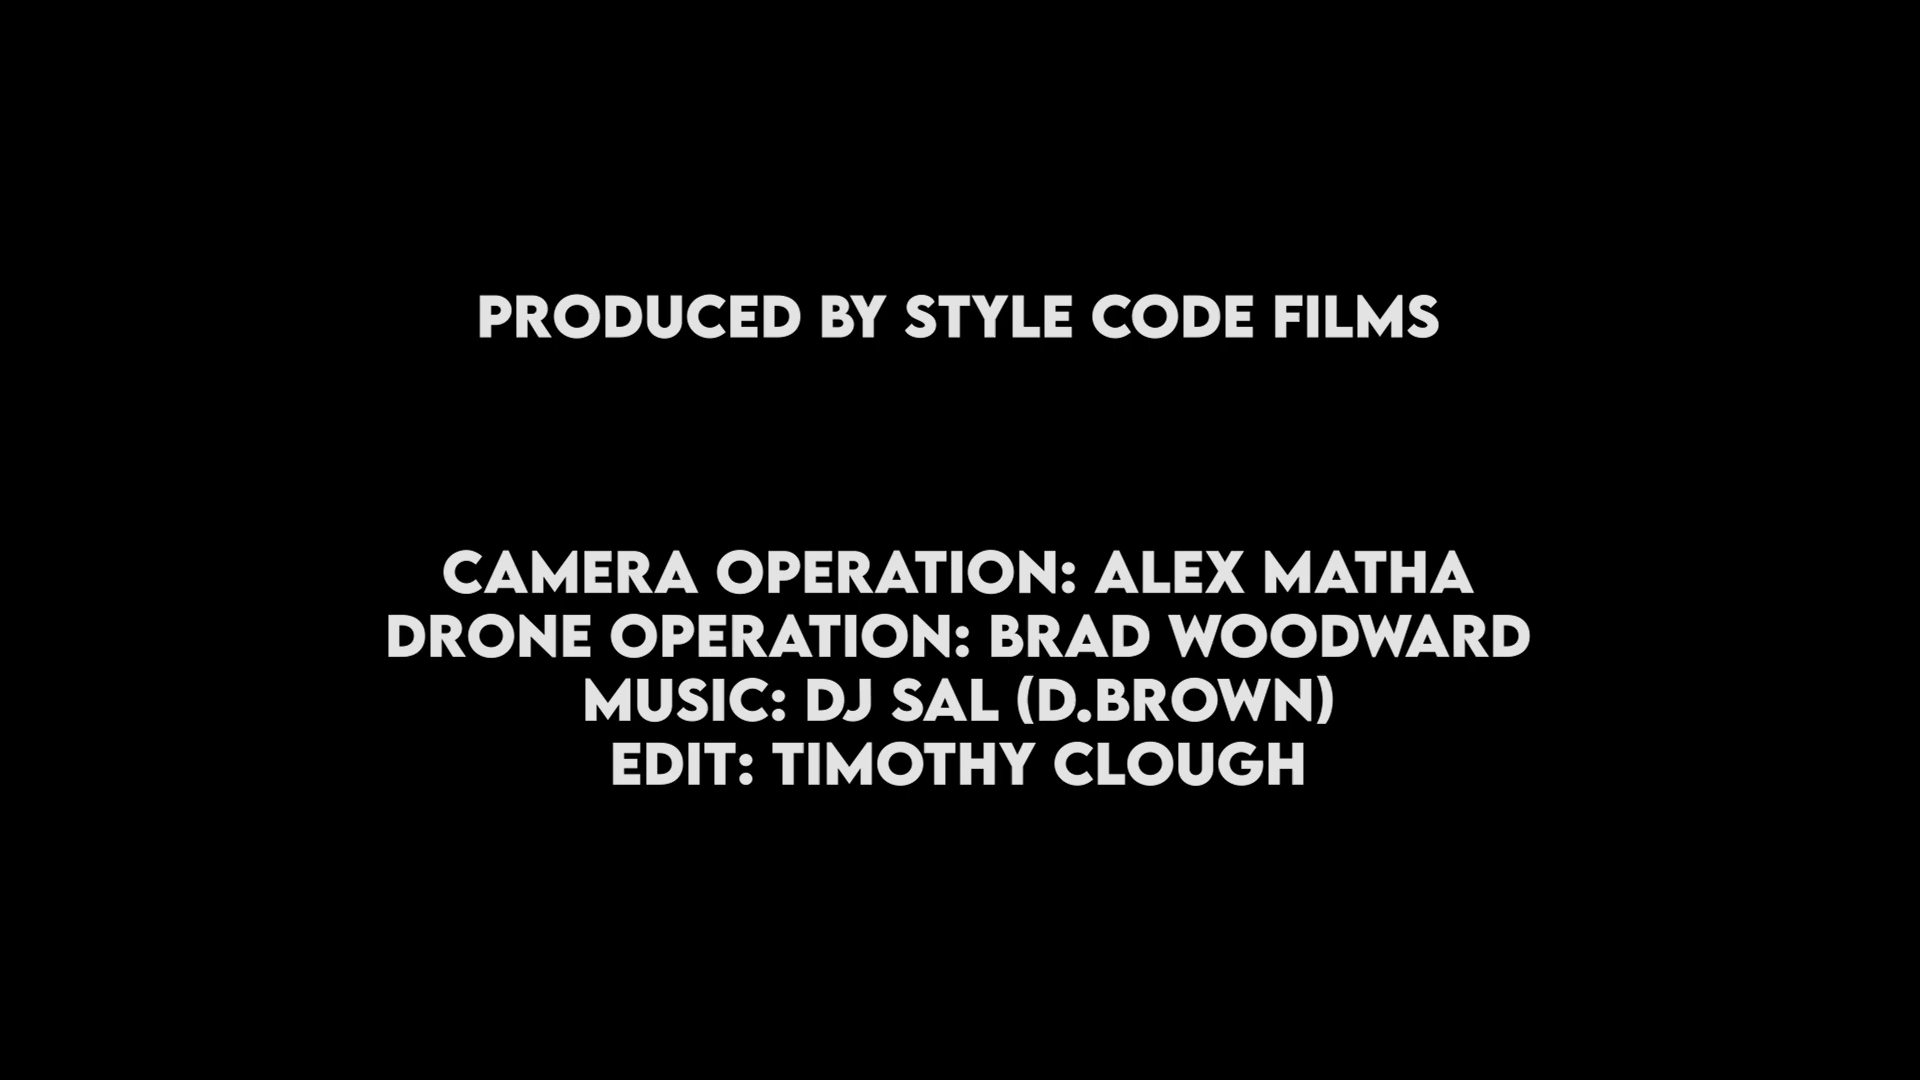 PRODUCED BY STYLE CODE FILMS
CAMERA OPERATION: ALEX MATHA
DRONE OPERATION: BRAD WOODWARD
MUSIC: DJ SAL (D.BROWN)
EDIT: TIMOTHY CLOUGH